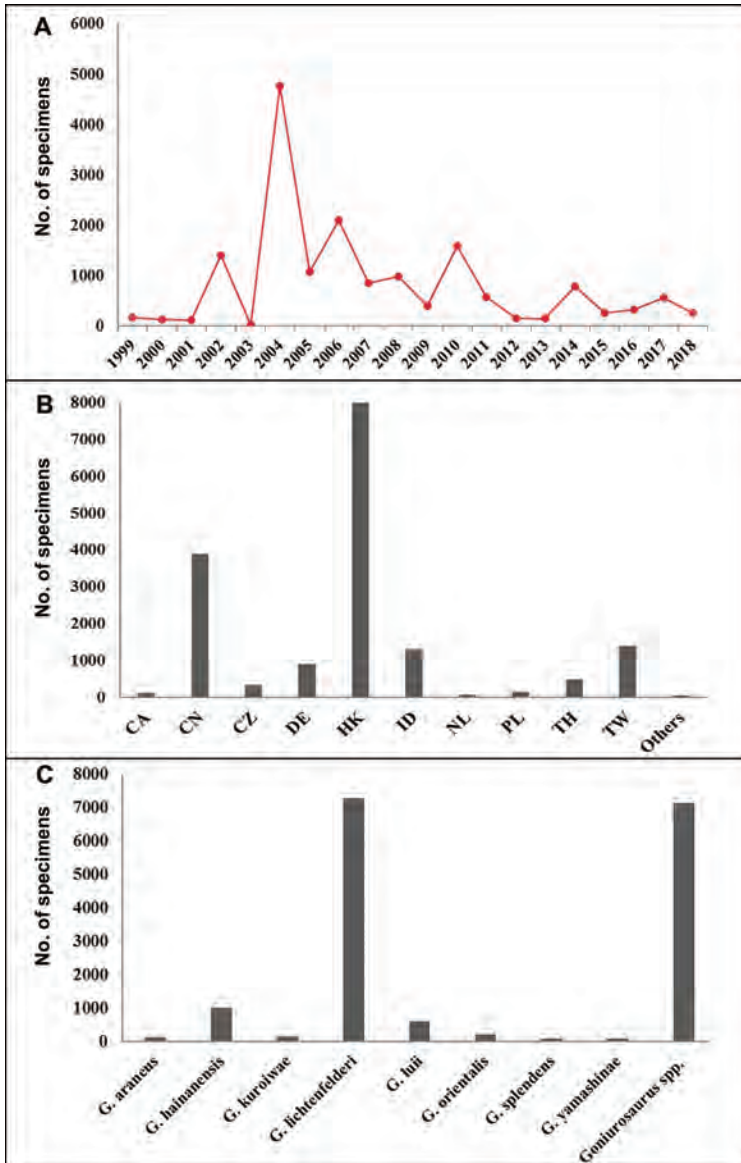 A
No. of specimens
6000
5000
4000
3000
2000
1000
0
1999
2000
2001
2002
2003
2004
2005
2006
2007
2008
2009
2010
2011
2012
2013
2014
2015
2016
2017
2018
B
No. of specimens
8000
7000
6000
5000
4000
3000
2000
1000
0
CA
CN
CZ
DE
HK
ID
NL
PL
TH
TW
Others
C
No. of specimens
8000
7000
6000
5000
4000
3000
2000
1000
0
G. araneus
G. hainanensis
G. kuroiwae
G. lichtenfelderi
G. luii
G. orientalis
G. splendens
G. yamashinae
Goniurosaurus spp.